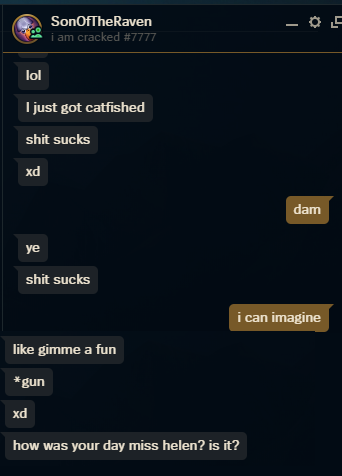 SonOfTheRaven
i am cracked #7777
lol
I just got catfished
shit sucks
xd
dam
ye
shit sucks
i can imagine
like gimme a fun
*gun
xd
how was your day miss helen? is it?